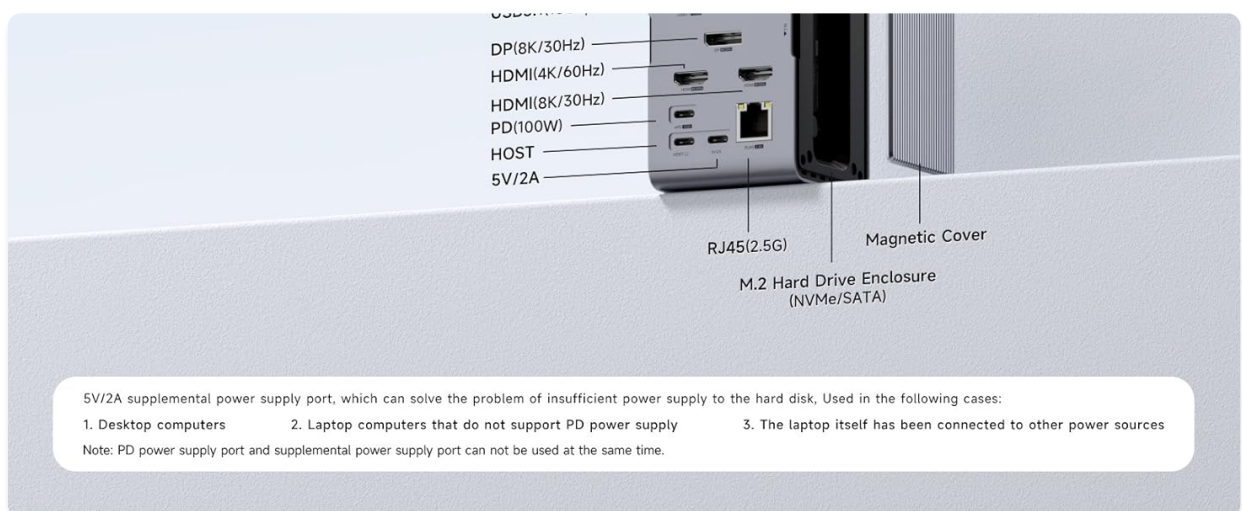 DP(8K/30Hz)
HDMI(4K/60Hz)
HDMI(8K/30Hz)
PD(100W)
HOST
5V/2A
RJ45(2.5G)
Magnetic Cover
M.2 Hard Drive Enclosure
(NVMe/SATA)
5V/2A supplemental power supply port, which can solve the problem of insufficient power supply to the hard disk, Used in the following cases:
1. Desktop computers 2. Laptop computers that do not support PD power supply 3. The laptop itself has been connected to other power sources
Note: PD power supply port and supplemental power supply port can not be used at the same time.